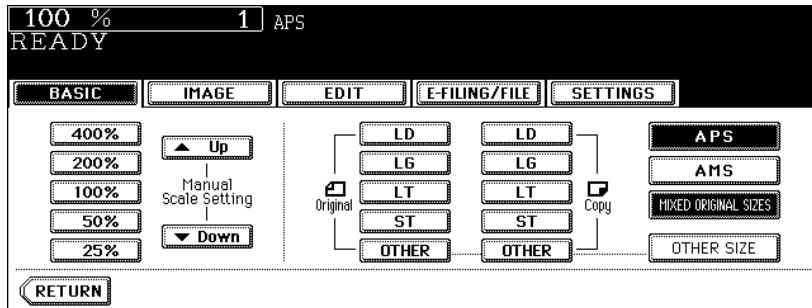 100 % 1 APS
READY
BASIC IMAGE EDIT E-FILING/FILE SETTINGS
400%
200%
100%
50%
25%
▲ Up
Manual
Scale Setting
▼ Down
Original
LD
LG
LT
ST
OTHER
LD
LG
LT
ST
OTHER
Copy
APS
AMS
MIXED ORIGINAL SIZES
OTHER SIZE
RETURN